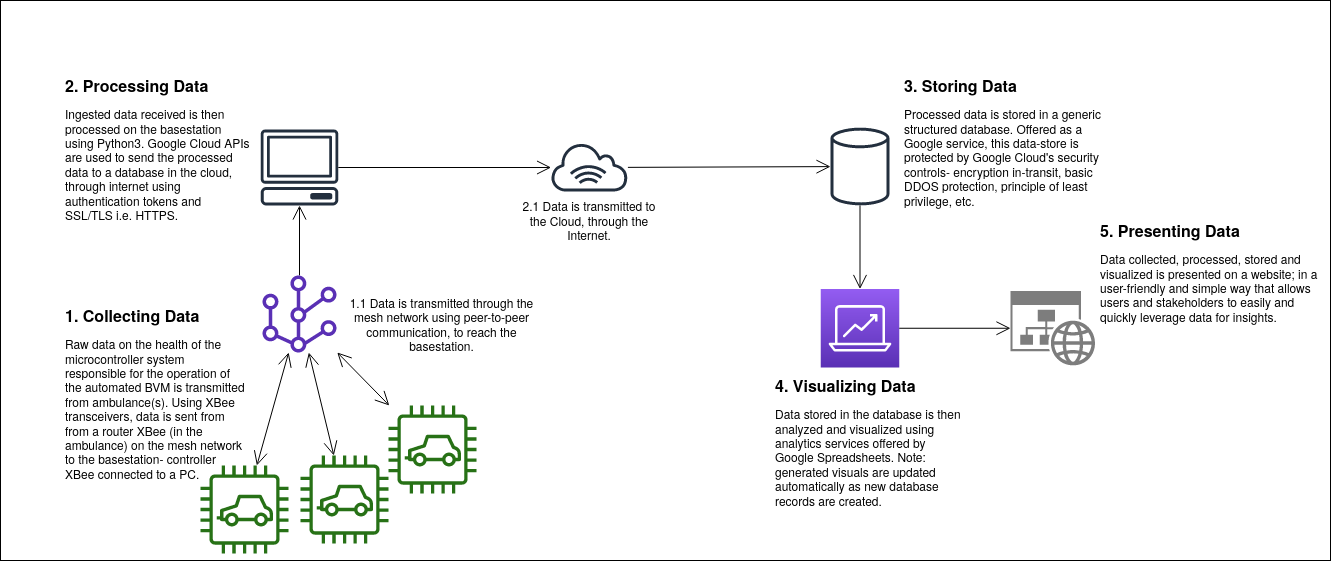 2. Processing Data
Ingested data received is then
processed on the basestation
using Python3. Google Cloud APIs
are used to send the processed
data to a database in the cloud,
through internet using
authentication tokens and
SSL/TLS i.e. HTTPS.
2.1 Data is transmitted to
the Cloud, through the
Internet.
3. Storing Data
Processed data is stored in a generic
structured database. Offered as a
Google service, this data-store is
protected by Google Cloud's security
controls- encryption in-transit, basic
DDOS protection, principle of least
privilege, etc.
5. Presenting Data
Data collected, processed, stored and
visualized is presented on a website; in a
user-friendly and simple way that allows
users and stakeholders to easily and
quickly leverage data for insights.
1. Collecting Data
Raw data on the health of the
microcontroller system
responsible for the operation of
the automated BVM is transmitted
from ambulance(s). Using XBee
transceivers, data is sent from
from a router XBee (in the
ambulance) on the mesh network
to the basestation- controller
XBee connected to a PC.
1.1 Data is transmitted through the
mesh network using peer-to-peer
communication, to reach the
basestation.
4. Visualizing Data
Data stored in the database is then
analyzed and visualized using
analytics services offered by
Google Spreadsheets. Note:
generated visuals are updated
automatically as new database
records are created.